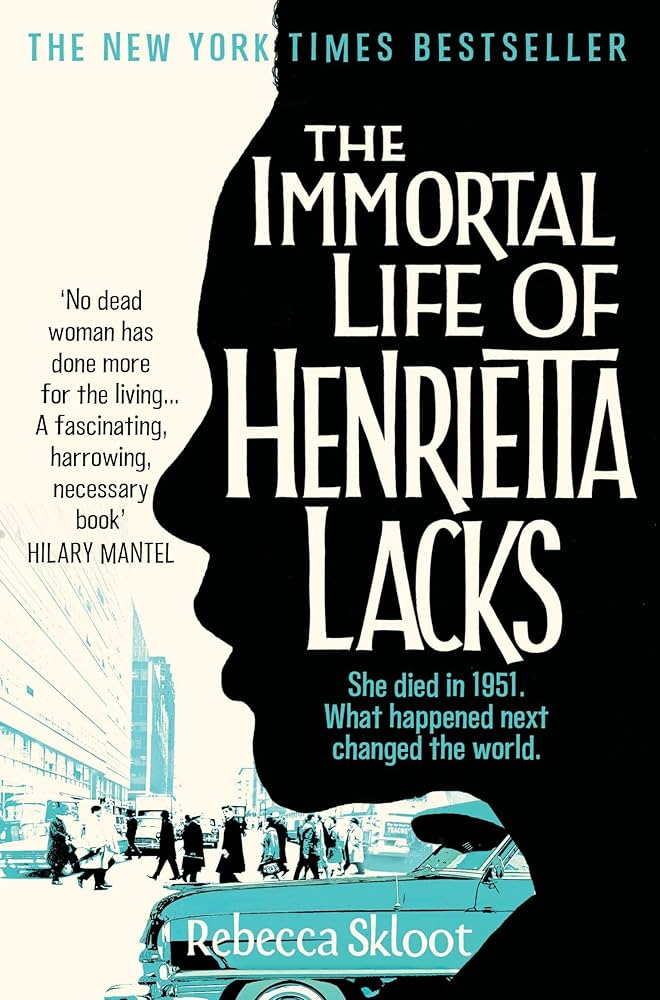 THE NEW YORK TIMES BESTSELLER
THE
IMMORTAL
LIFE OF
HENRIETTA
LACKS
'No dead
woman has
done more
for the living...
A fascinating,
harrowing,
necessary
book'
HILARY MANTEL
She died in 1951.
What happened next
changed the world.
Rebecca Skloot